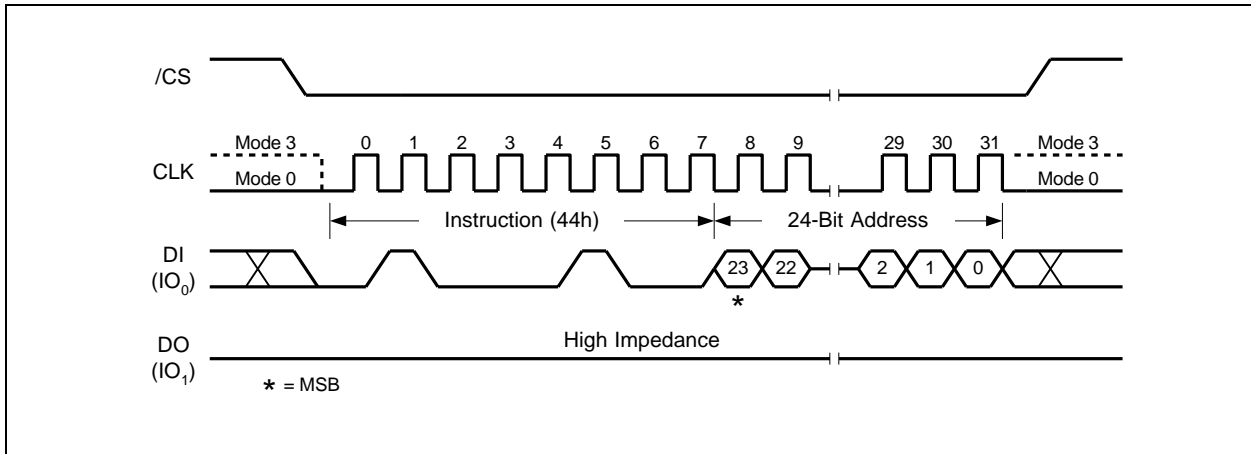 /CS
Mode 3 0 1 2 3 4 5 6 7 8 9 29 30 31 Mode 3
CLK
Mode 0 Mode 0
Instruction (44h) 24-Bit Address
DI
(IO0)
23 22 2 1 0
*
High Impedance
DO
(IO1)
* = MSB